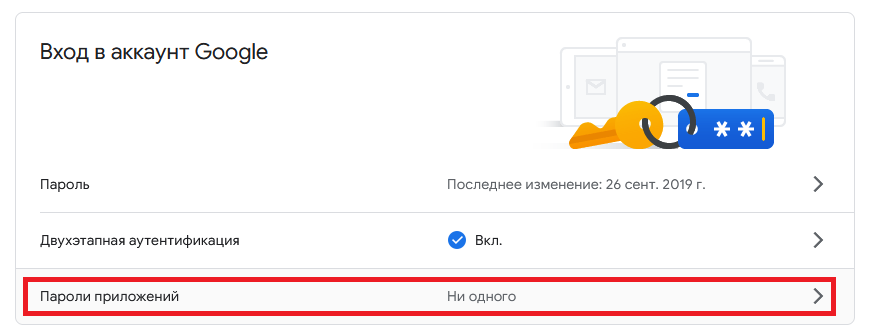 Вход в аккаунт Google
Пароль Последнее изменение: 26 сент. 2019 г.
Двухэтапная аутентификация Вкл.
Пароли приложений Ни одного